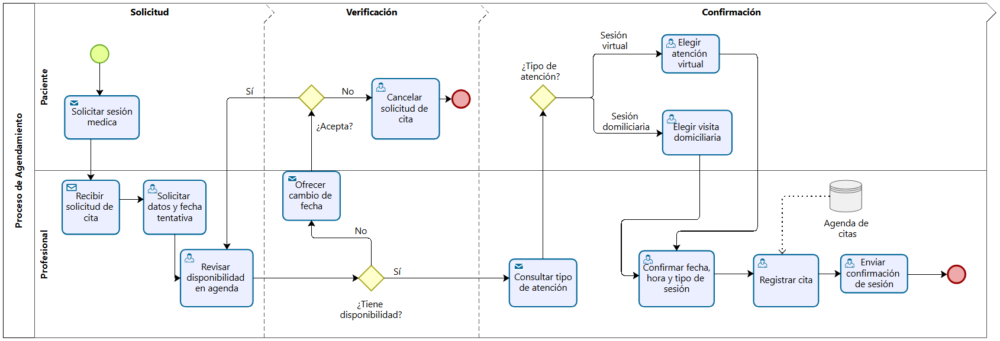 Solicitud
Verificación
Confirmación
Proceso de Agendamiento
Paciente
Solicitar sesión
medica
Sí
No
¿Acepta?
Cancelar
solicitud de
cita
¿Tipo de
atención?
Sesión
virtual
Elegir
atención
virtual
Sesión
domiliciaria
Elegir visita
domiciliaria
Profesional
Recibir
solicitud de
cita
Solicitar
datos y fecha
tentativa
Revisar
disponibilidad
en agenda
Ofrecer
cambio de
fecha
No
Sí
¿Tiene
disponibilidad?
Consultar tipo
de atención
Confirmar fecha,
hora y tipo de
sesión
Agenda de
citas
Registrar cita
Enviar
confirmación
de sesión